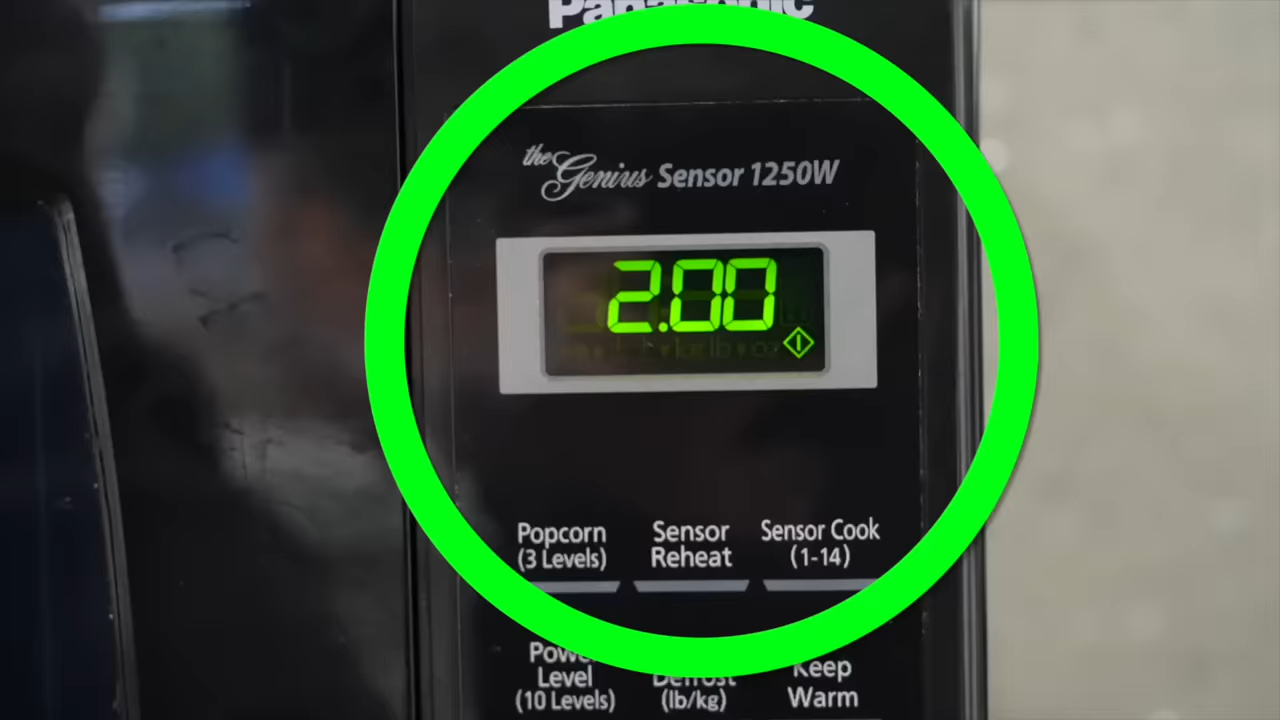 Panasonic
the Genius Sensor 1250W
2.00
Popcorn
(3 Levels)
Sensor
Reheat
Sensor Cook
(1-14)
Power
Level
(10 Levels)
Defrost
(lb/kg)
Keep
Warm